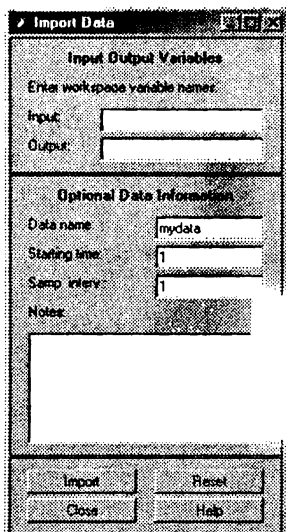 Import Data
Input Output Variables
Enter workspace variable names:
Input:
Output:
Optional Data Information
Data name: mydata
Starting time: 1
Samp. interv.: 1
Notes:
Import Reset
Close Help